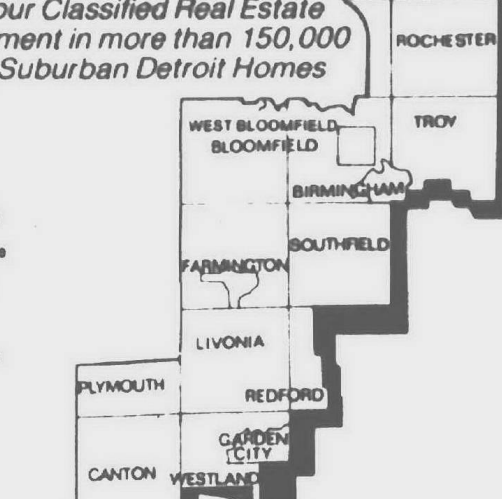 our Classified Real Estate
ment in more than 150,000
Suburban Detroit Homes
ROCHESTER
WEST BLOOMFIELD
TROY
BLOOMFIELD
BIRMINGHAM
SOUTHFIELD
FARMINGTON
LIVONIA
PLYMOUTH
REDFORD
GARDEN
CITY
CANTON
WESTLAND